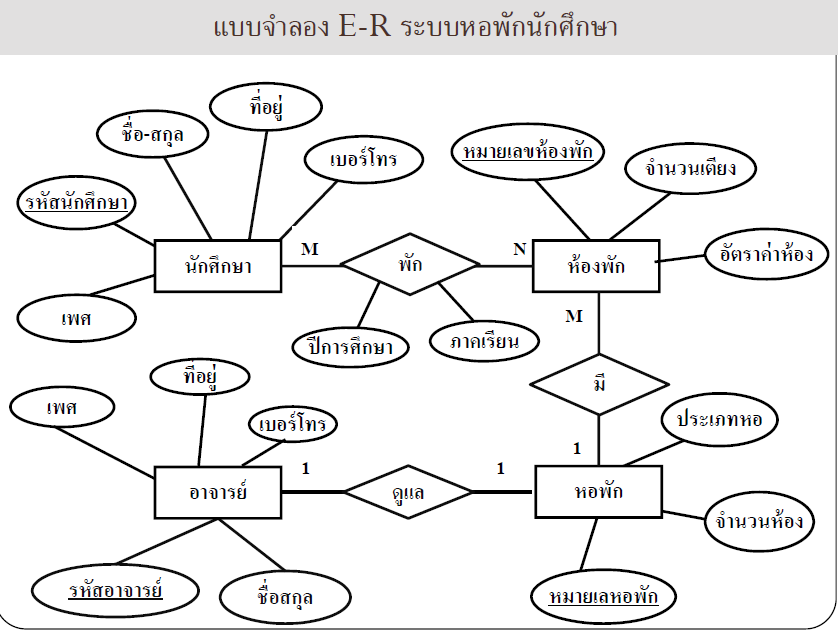 แบบจำลอง E-R ระบบหอพักนักศึกษา
ที่อยู่
ชื่อ-สกุล
เบอร์โทร
หมายเลขห้องพัก
จำนวนเตียง
รหัสนักศึกษา
นักศึกษา
M
พัก
N
ห้องพัก
อัตราค่าห้อง
เพศ
ปีการศึกษา
ภาคเรียน
M
มี
ที่อยู่
เพศ
เบอร์โทร
ประเภทหอ
1
อาจารย์
1
ดูแล
1
หอพัก
จำนวนห้อง
รหัสอาจารย์
ชื่อสกุล
หมายเลหอพัก